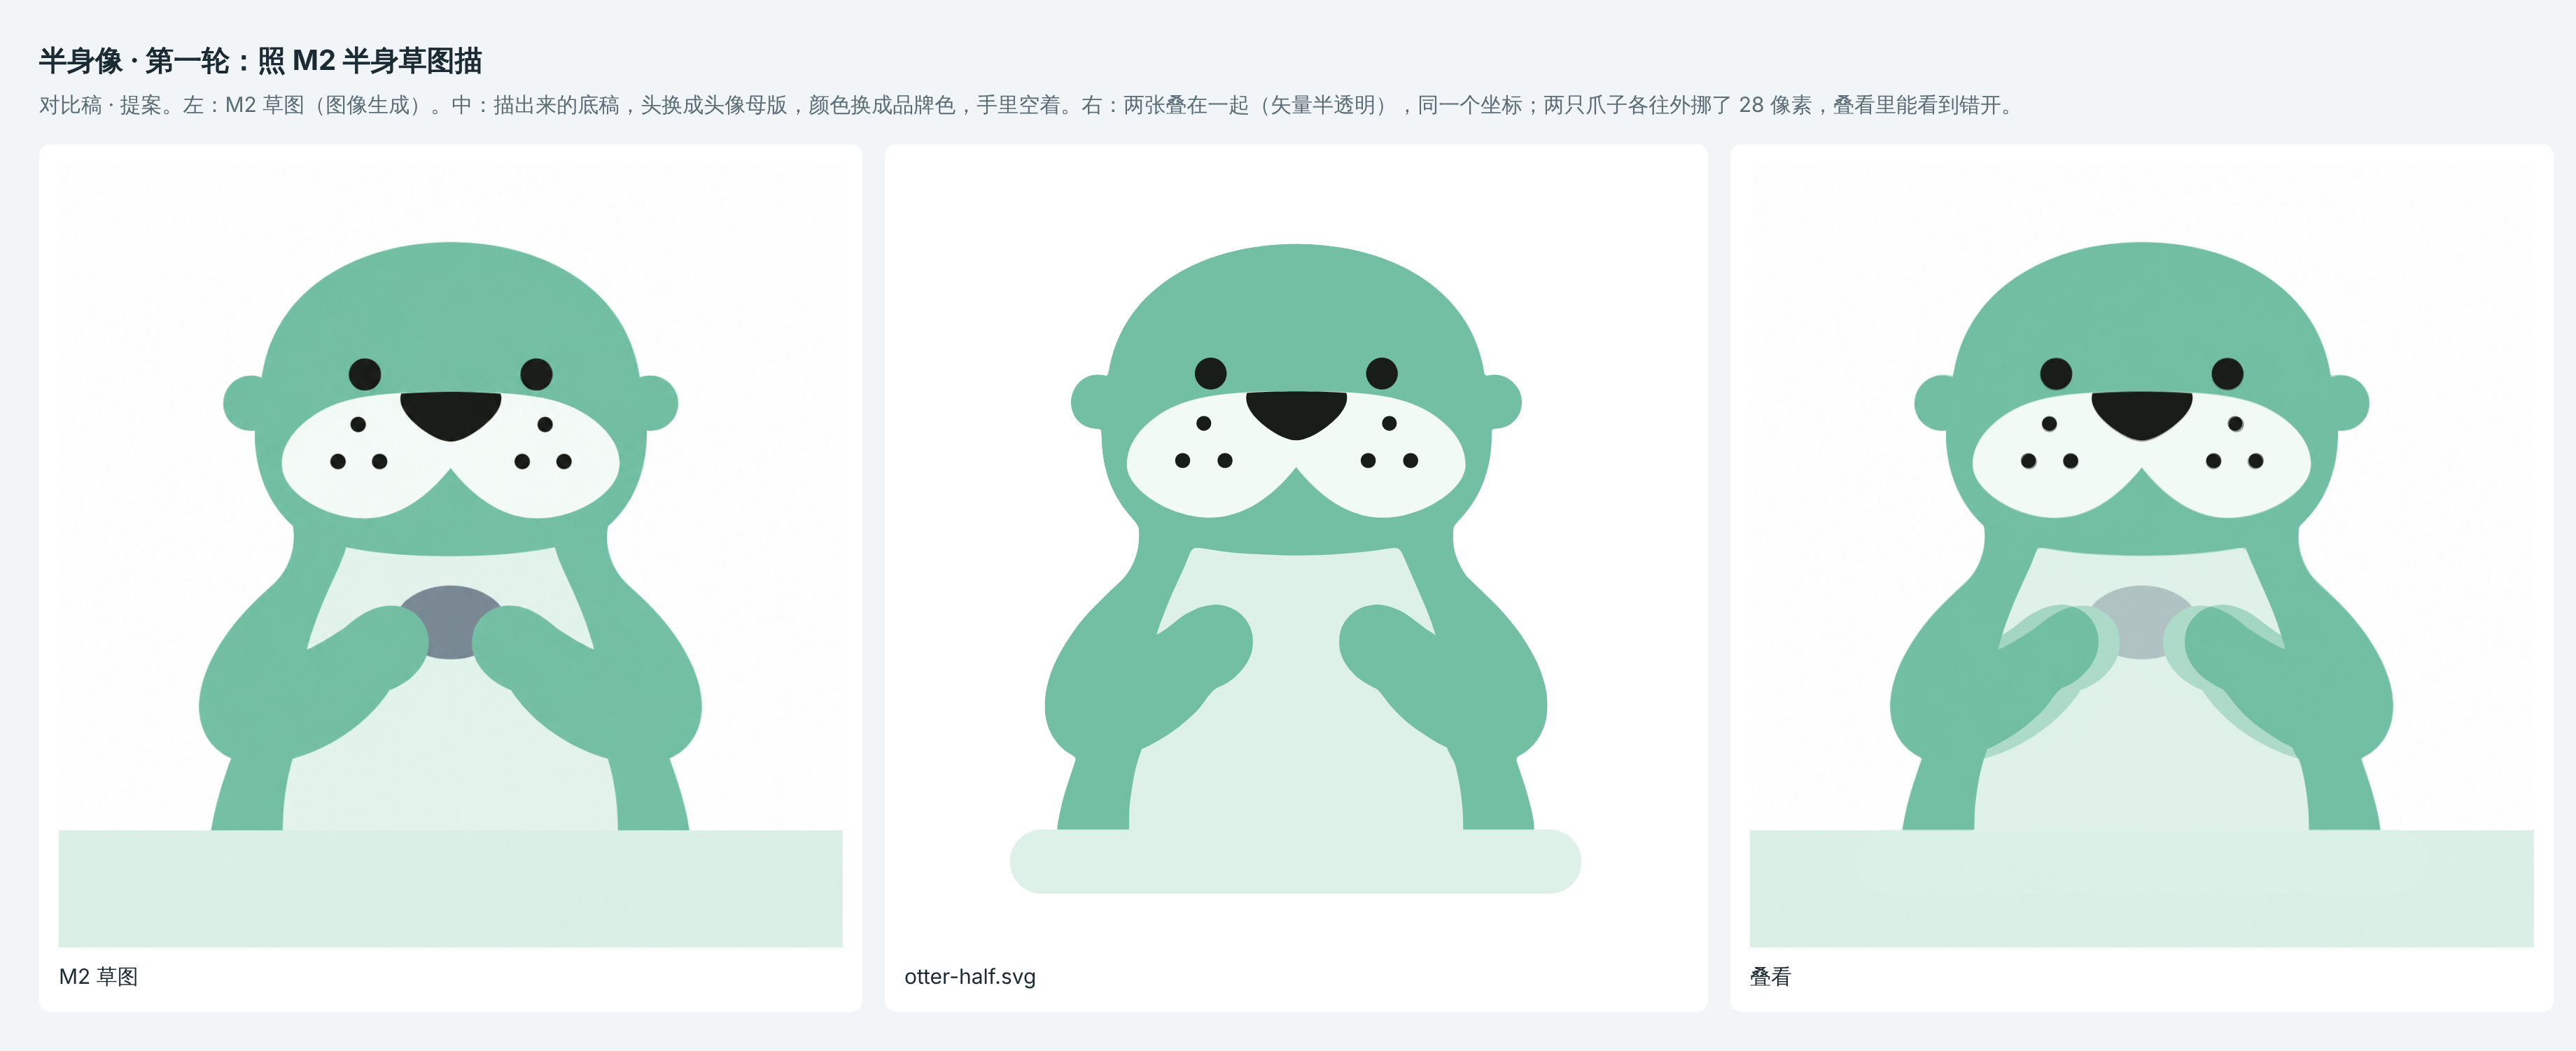 半身像 · 第一轮：照 M2 半身草图描
对比稿 · 提案。左：M2 草图（图像生成）。中：描出来的底稿，头换成头像母版，颜色换成品牌色，手里空着。右：两张叠在一起（矢量半透明），同一个坐标；两只爪子各往外挪了 28 像素，叠看里能看到错开。
M2 草图
otter-half.svg
叠看